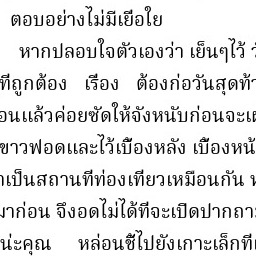 ตอบอย่างไม่มีเยื่อใย
หากปลอบใจตัวเองว่า เย็นๆไว้
ที่ถูกต้อง เรื่อง ต้องก่อวันสุดท้
อนแล้วค่อยซัดให้จังหนับก่อนจะเผ
ขาวฟอดและไว้เบื้องหลัง เบื้องหน้
าเป็นสถานที่ท่องเที่ยวเหมือนกัน
มาก่อน จึงอดไม่ได้ที่จะเปิดปากถาม
น่ะคุณ หล่อนชี้ไปยังเกาะเล็กที่